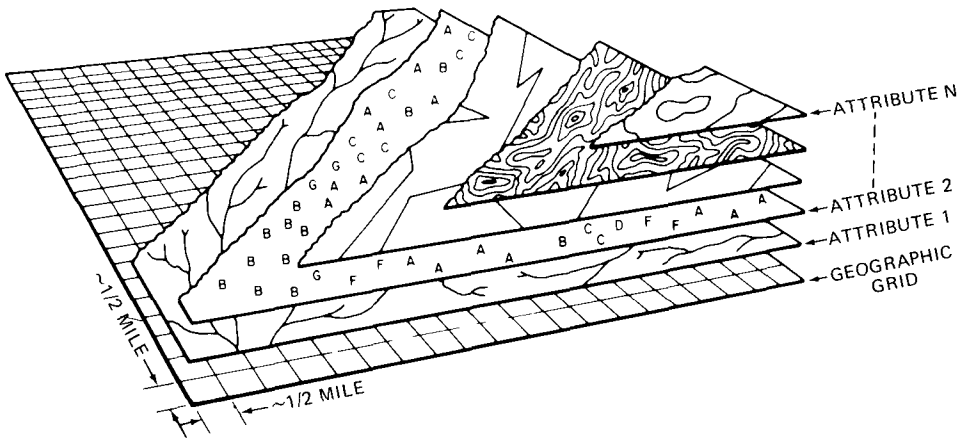 A C
A B C
A C
A B A
C
G C C
G A A
B B A
B B B
B B B
B B B G F F A A A A A B C C D F F A A A
ATTRIBUTE N
ATTRIBUTE 2
ATTRIBUTE 1
GEOGRAPHIC
GRID
~1/2 MILE
~1/2 MILE